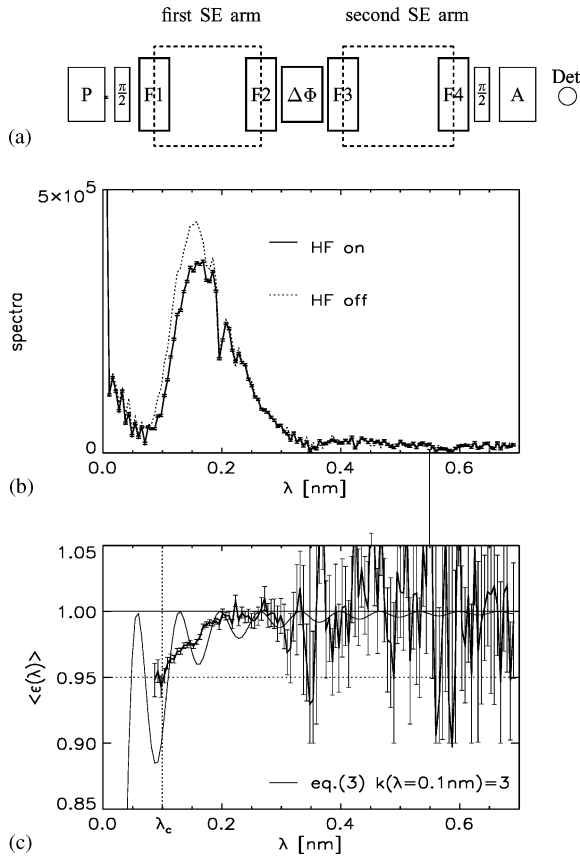 first SE arm
second SE arm
P π/2 F1 F2 ΔΦ F3 F4 π/2 A Det
(a)
5×10⁵
HF on
HF off
spectra
0
0.0 0.2 0.4 0.6
λ [nm]
(b)
1.05
1.00
0.95
0.90
0.85
<ϵ(λ)>
eq.(3) k(λ=0.1nm)=3
0.0 λc 0.2 0.4 0.6
λ [nm]
(c)